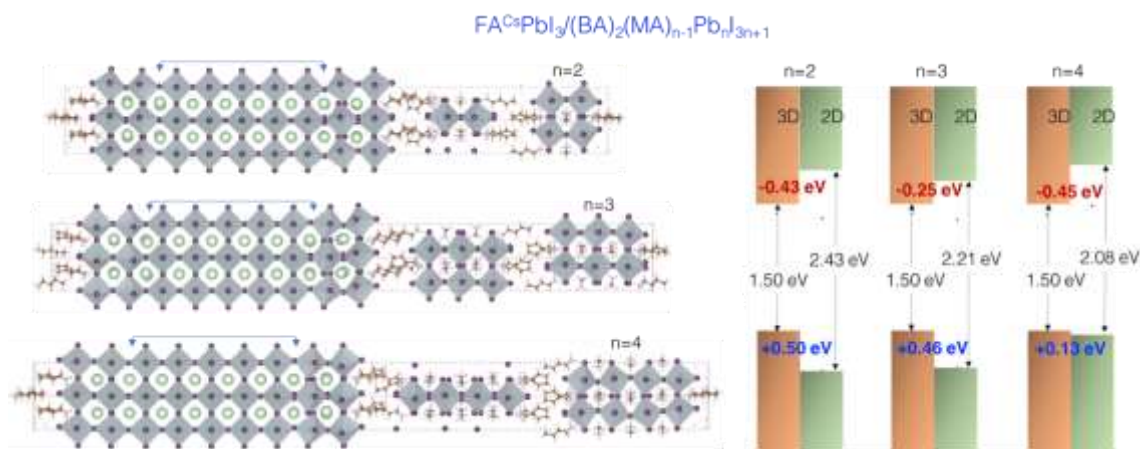 FA^CsPbI₃/(BA)₂(MA)ₙ₋₁PbₙI₃ₙ₊₁
n=2
n=3
n=4
n=2 n=3 n=4
3D 2D 3D 2D 3D 2D
-0.43 eV -0.25 eV -0.45 eV
2.43 eV 2.21 eV 2.08 eV
1.50 eV 1.50 eV 1.50 eV
+0.50 eV +0.46 eV +0.13 eV